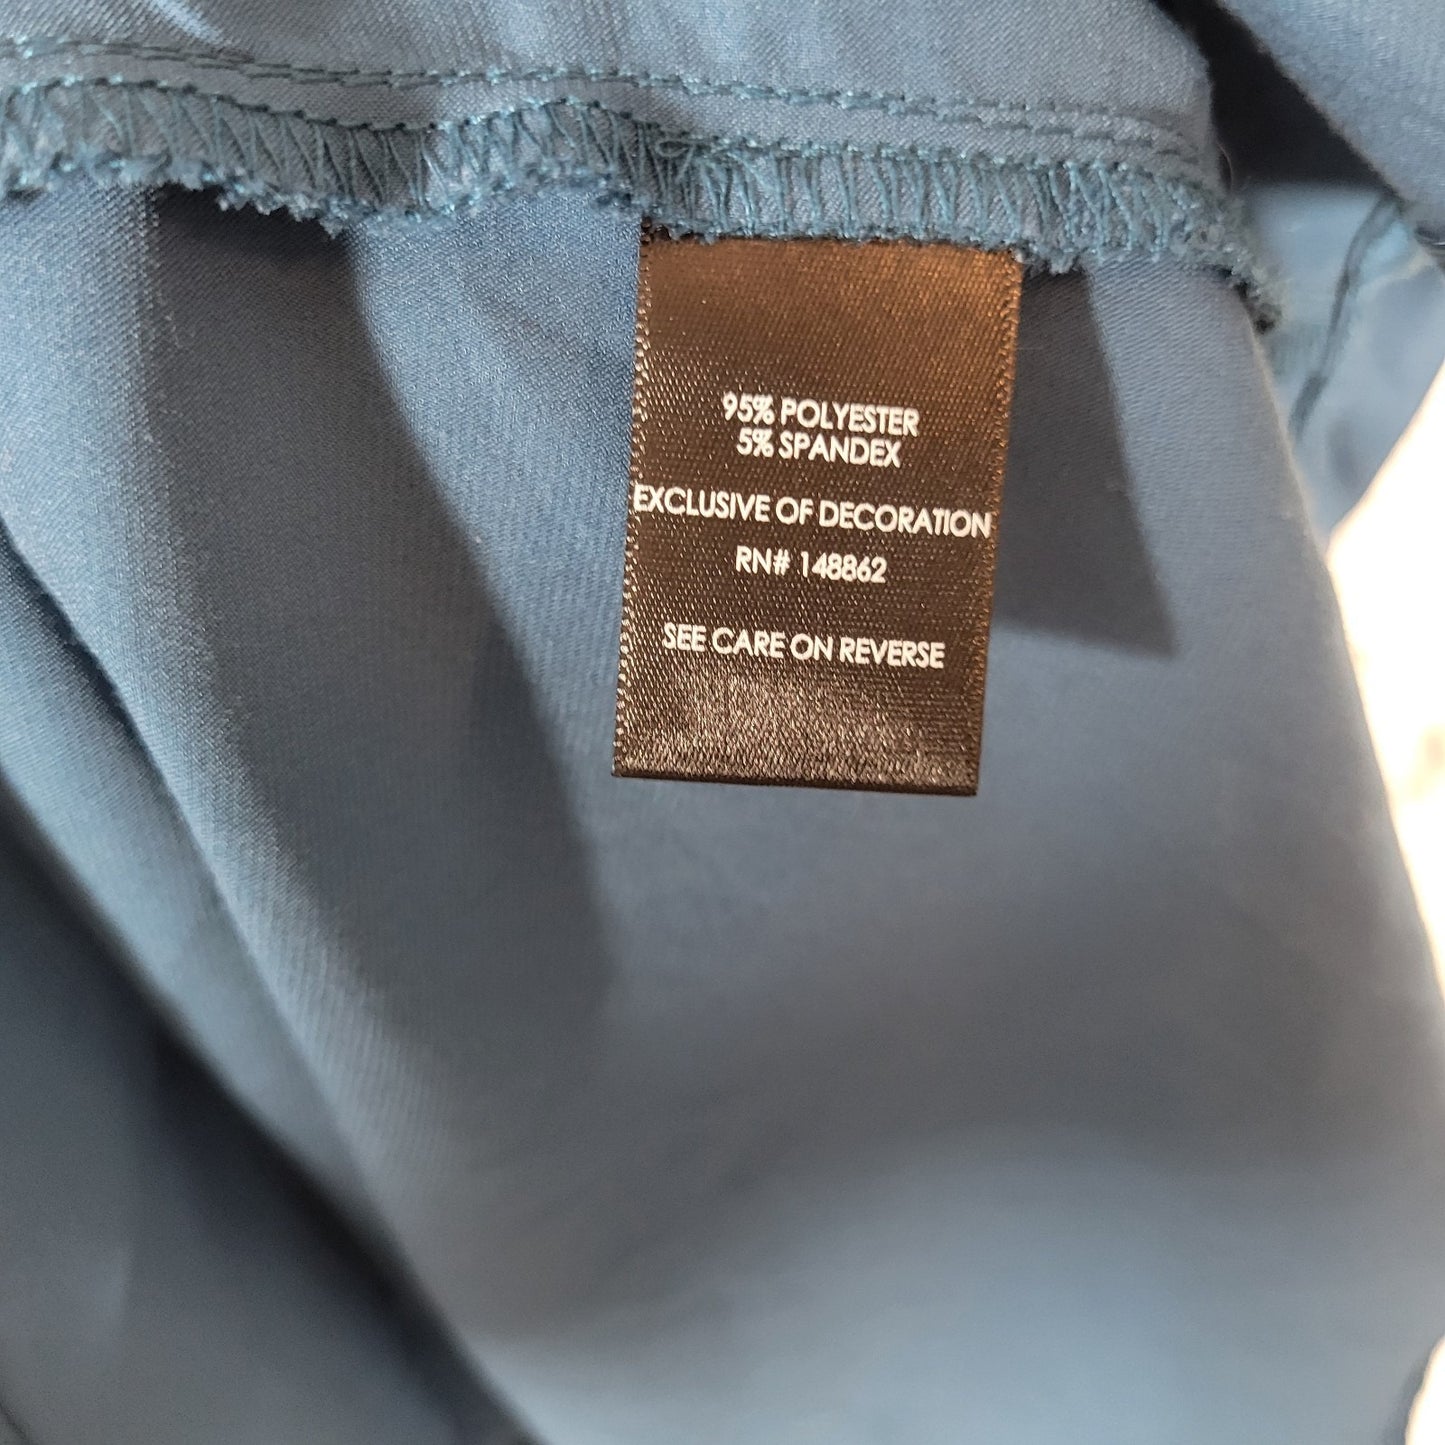 95% POLYESTER
5% SPANDEX
EXCLUSIVE OF DECORATION
RN# 148862
SEE CARE ON REVERSE